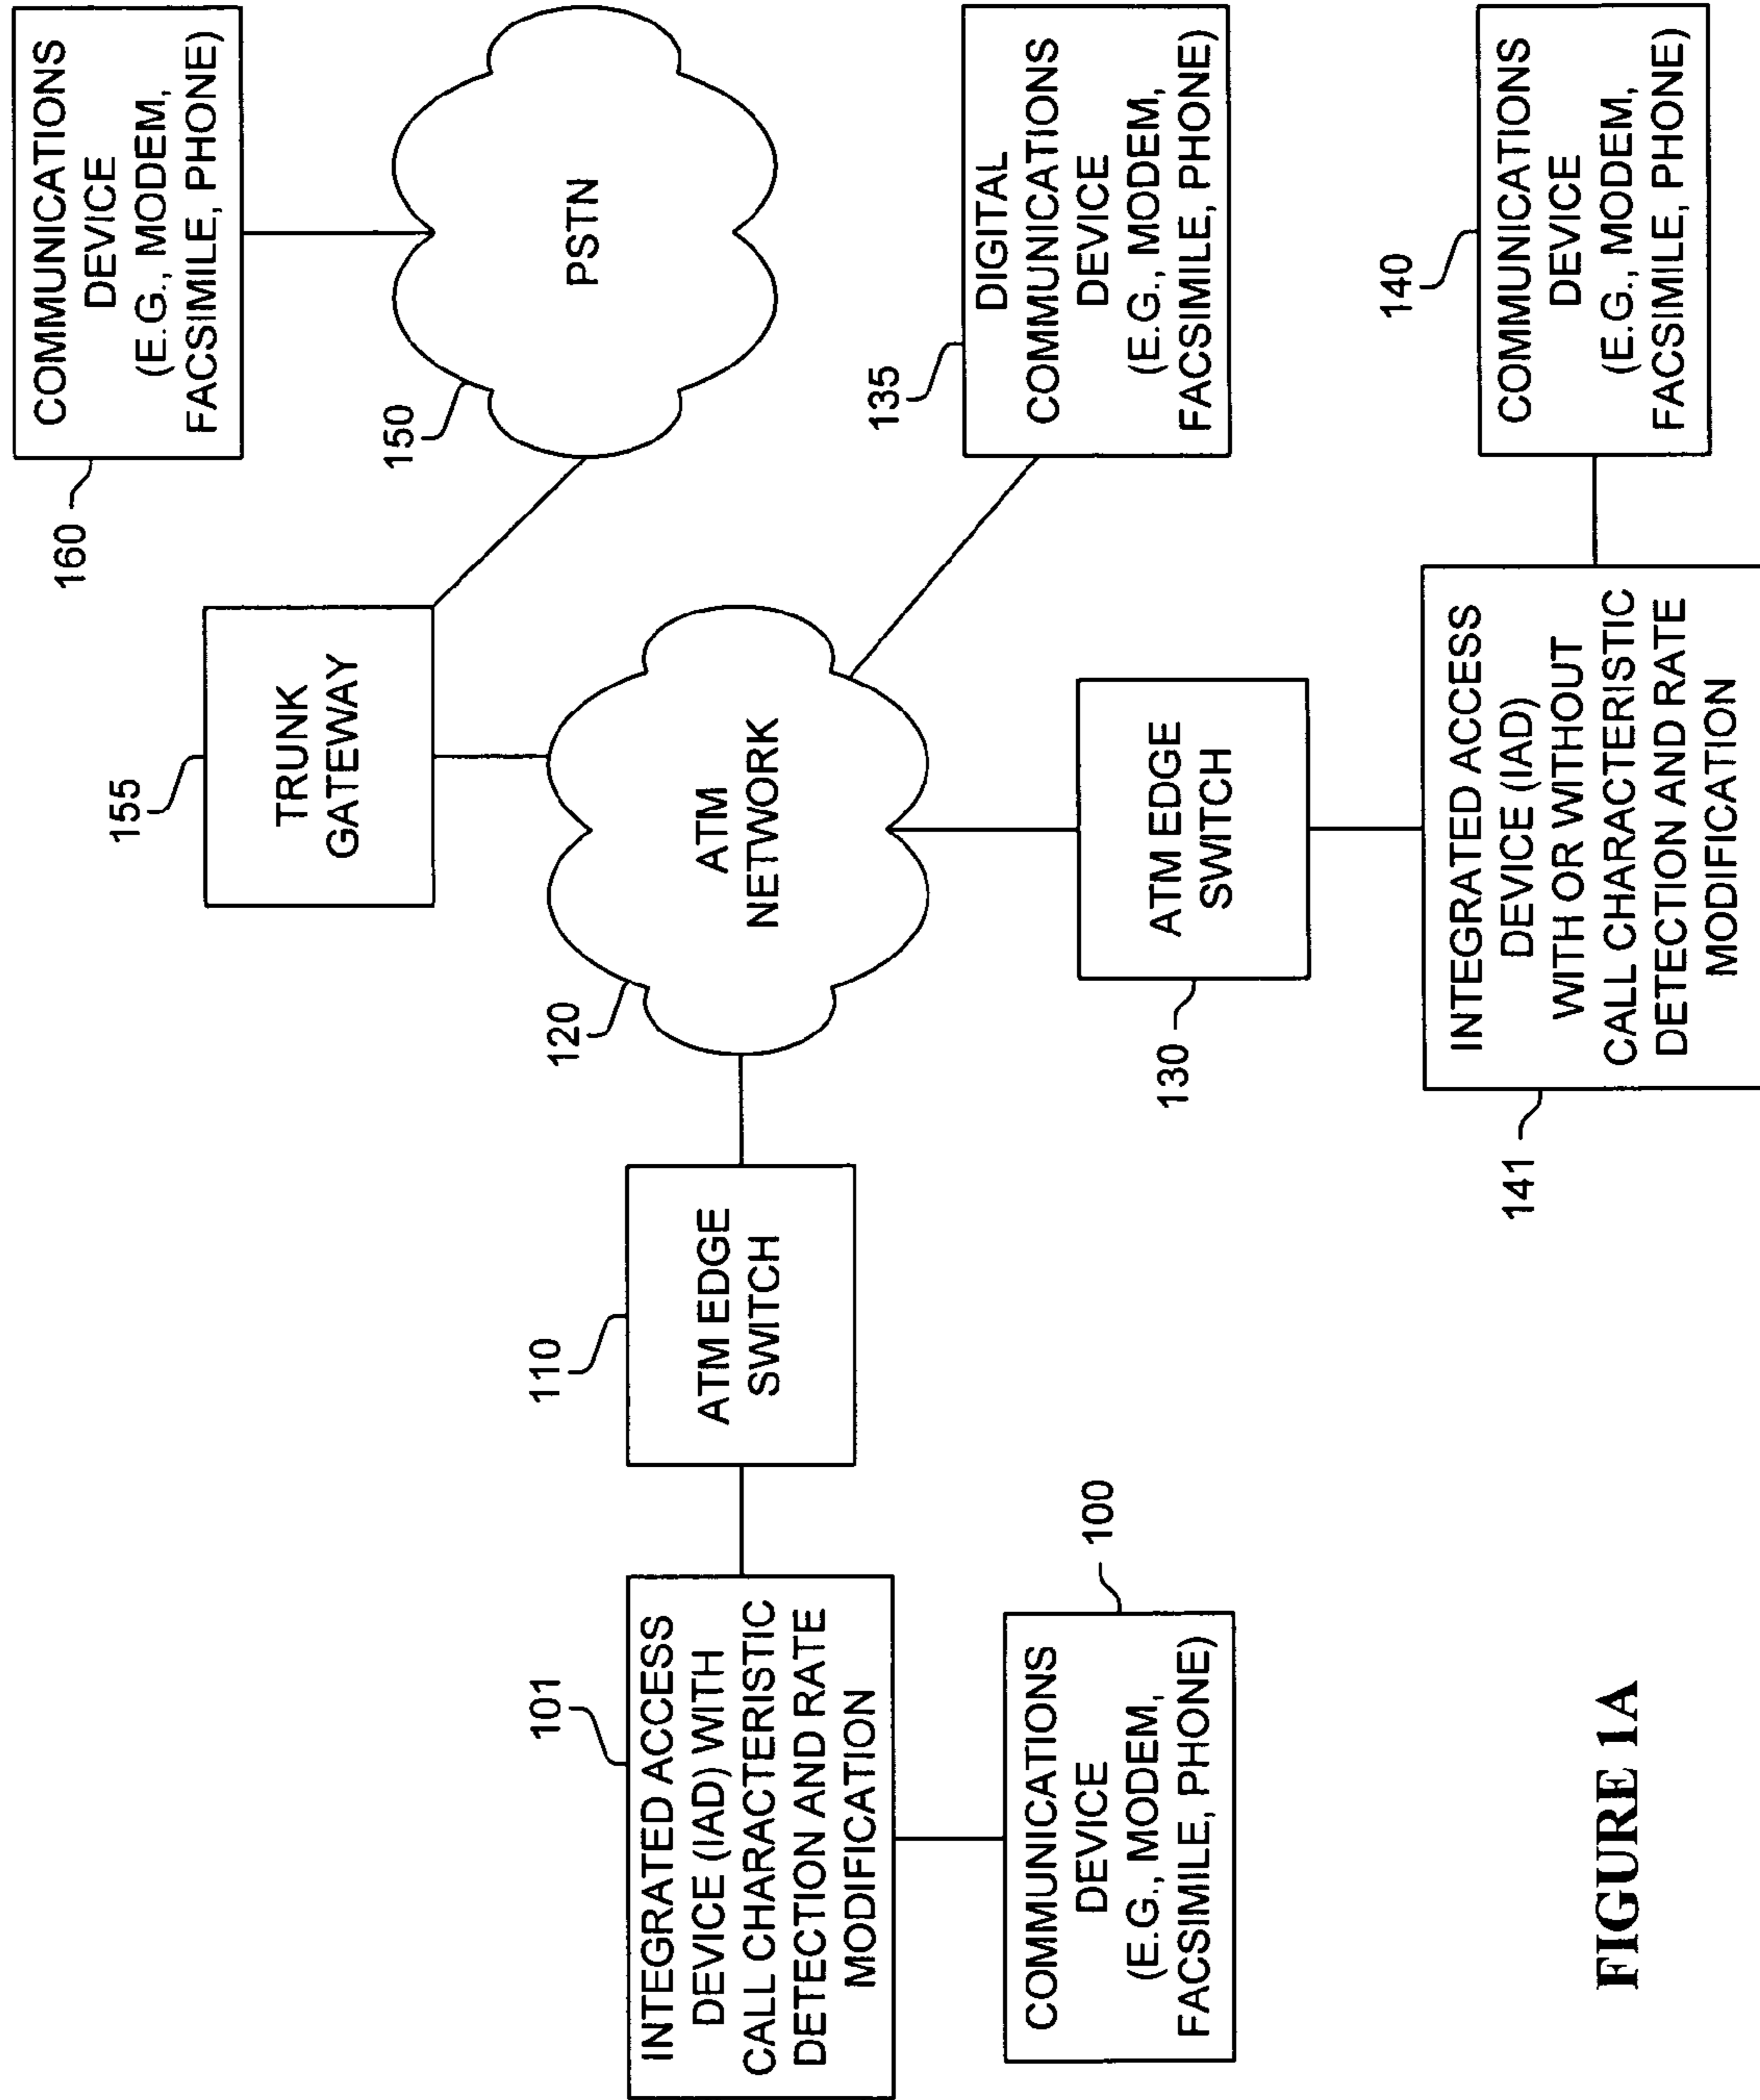 160
COMMUNICATIONS
DEVICE
(E.G., MODEM,
FACSIMILE, PHONE)
155
TRUNK
GATEWAY
150
PSTN
101
INTEGRATED ACCESS
DEVICE (IAD) WITH
CALL CHARACTERISTIC
DETECTION AND RATE
MODIFICATION
110
ATM EDGE
SWITCH
120
ATM
NETWORK
135
DIGITAL
COMMUNICATIONS
DEVICE
(E.G., MODEM,
FACSIMILE, PHONE)
100
COMMUNICATIONS
DEVICE
(E.G., MODEM,
FACSIMILE, PHONE)
130
ATM EDGE
SWITCH
140
COMMUNICATIONS
DEVICE
(E.G., MODEM,
FACSIMILE, PHONE)
141
INTEGRATED ACCESS
DEVICE (IAD)
WITH OR WITHOUT
CALL CHARACTERISTIC
DETECTION AND RATE
MODIFICATION
FIGURE 1A